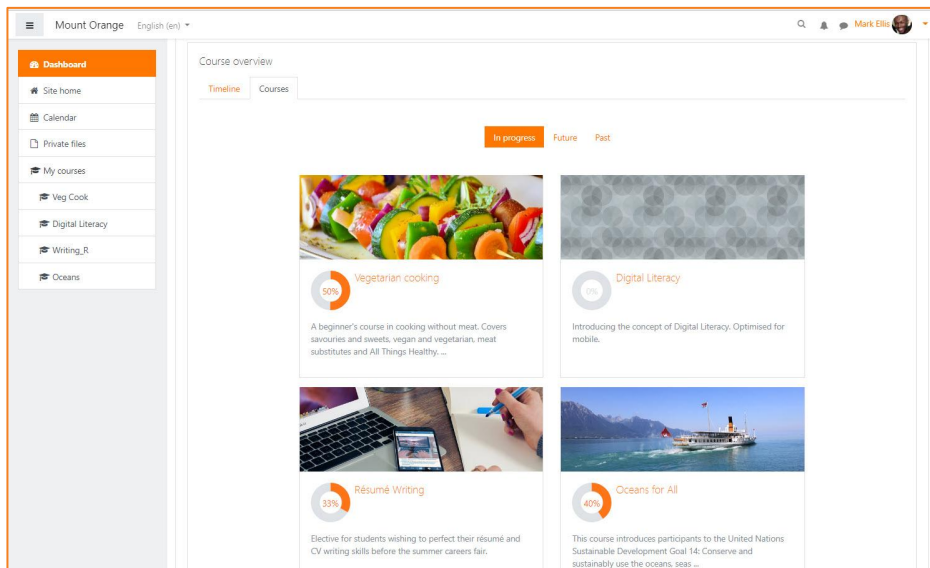 Mount Orange English (en)
Mark Ellis
Dashboard
Site home
Calendar
Private files
My courses
Veg Cook
Digital Literacy
Writing_R
Oceans
Course overview
Timeline Courses
In progress Future Past
50%
Vegetarian cooking
A beginner's course in cooking without meat. Covers
savouries and sweets, vegan and vegetarian, meat
substitutes and All Things Healthy. ...
0%
Digital Literacy
Introducing the concept of Digital Literacy. Optimised for
mobile.
33%
Résumé Writing
Elective for students wishing to perfect their résumé and
CV writing skills before the summer careers fair.
40%
Oceans for All
This course introduces participants to the United Nations
Sustainable Development Goal 14: Conserve and
sustainably use the oceans, seas ...